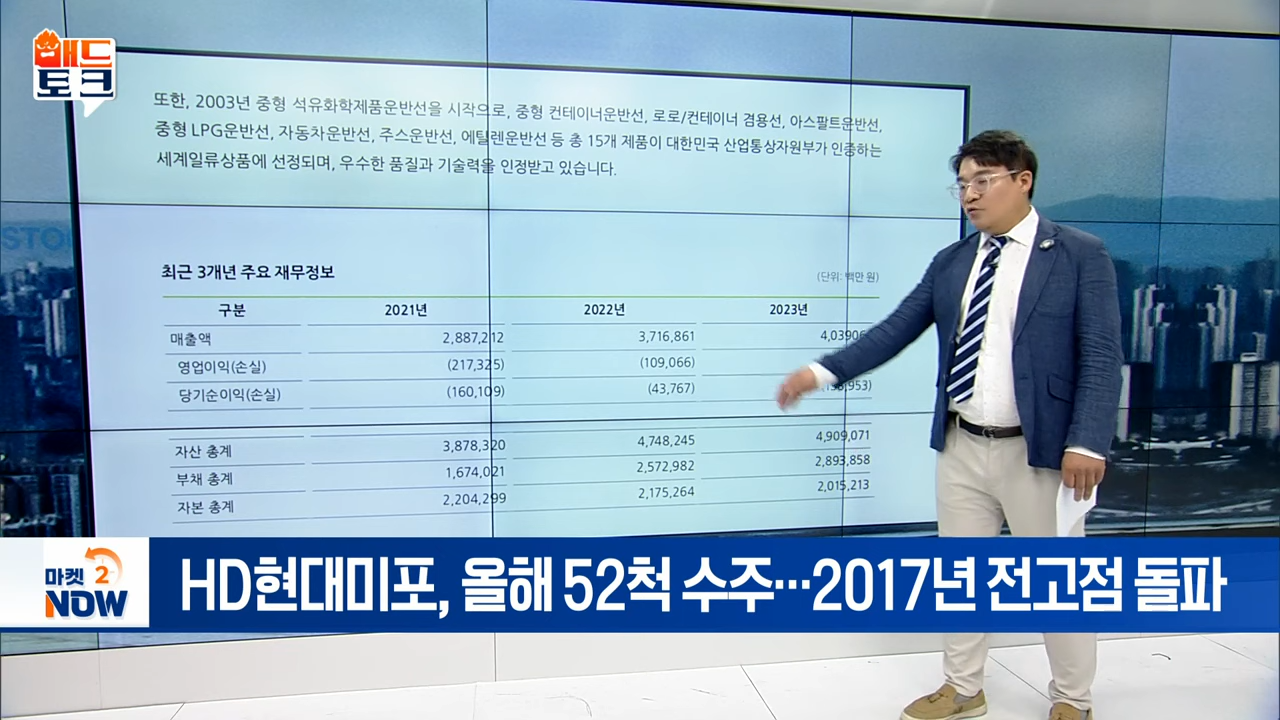 매드
토크
또한, 2003년 중형 석유화학제품운반선을 시작으로, 중형 컨테이너운반선, 로로/컨테이너 겸용선, 아스팔트운반선,
중형 LPG운반선, 자동차운반선, 주스운반선, 에틸렌운반선 등 총 15개 제품이 대한민국 산업통상자원부가 인증하는
세계일류상품에 선정되며, 우수한 품질과 기술력을 인정받고 있습니다.
최근 3개년 주요 재무정보
(단위: 백만 원)
구분 2021년 2022년 2023년
매출액 2,887,212 3,716,861
영업이익(손실) (217,325) (109,066)
당기순이익(손실) (160,109) (43,767)
자산 총계 3,878,320 4,748,245 4,909,071
부채 총계 1,674,021 2,572,982 2,893,858
자본 총계 2,204,299 2,175,264 2,015,213
마켓 2
NOW
HD현대미포, 올해 52척 수주…2017년 전고점 돌파